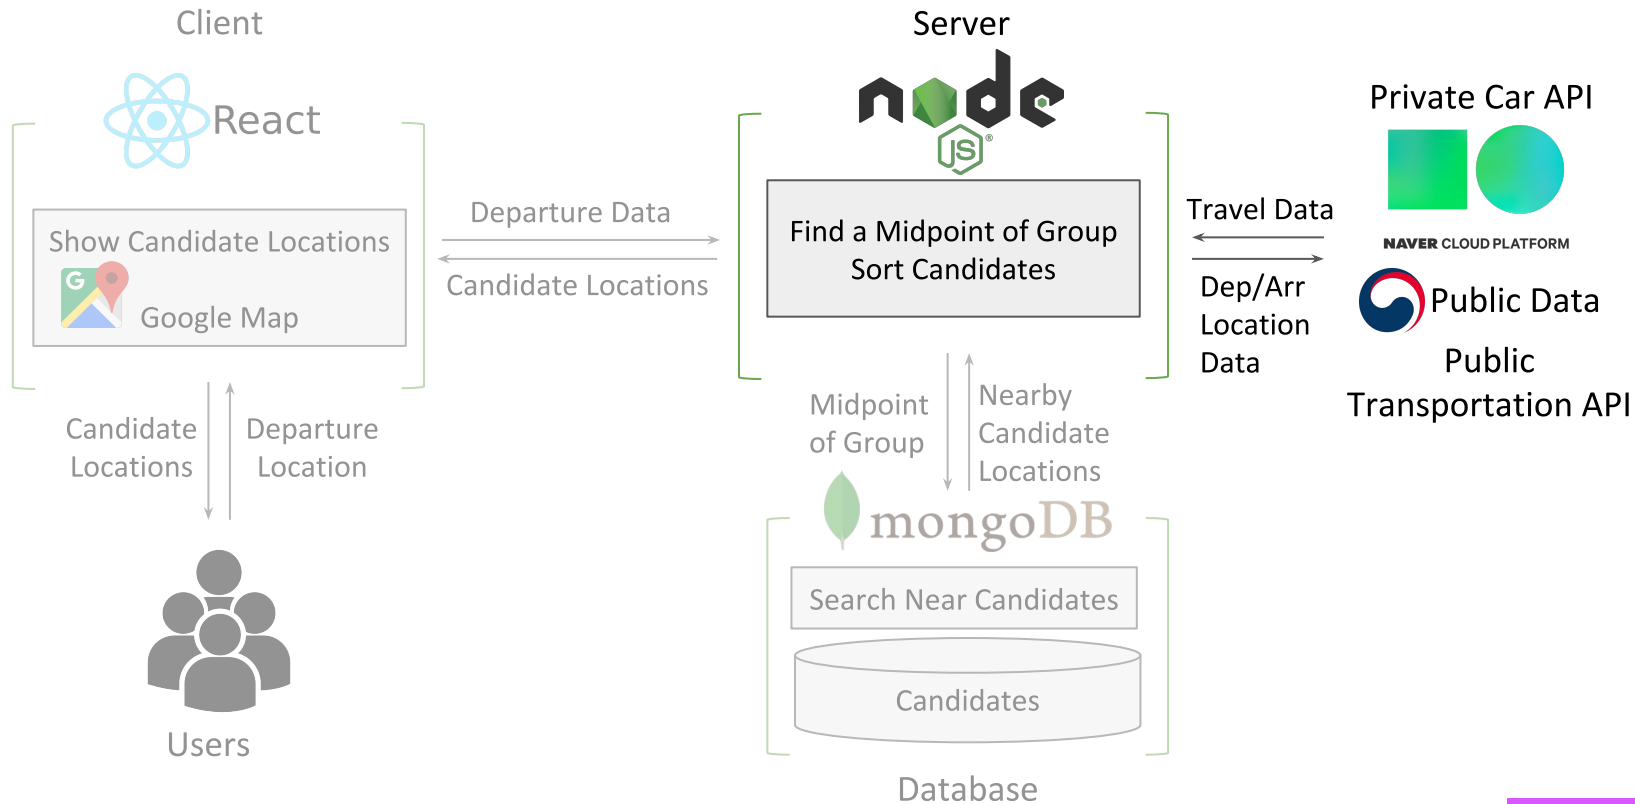 Client
Server
React
node
JS
®
Private Car API
NAVER CLOUD PLATFORM
Public Data
Public
Transportation API
Show Candidate Locations
G
Google Map
Departure Data
Candidate Locations
Find a Midpoint of Group
Sort Candidates
Travel Data
Dep/Arr
Location
Data
Candidate
Locations
Departure
Location
Midpoint
of Group
Nearby
Candidate
Locations
mongoDB
Search Near Candidates
Candidates
Users
Database